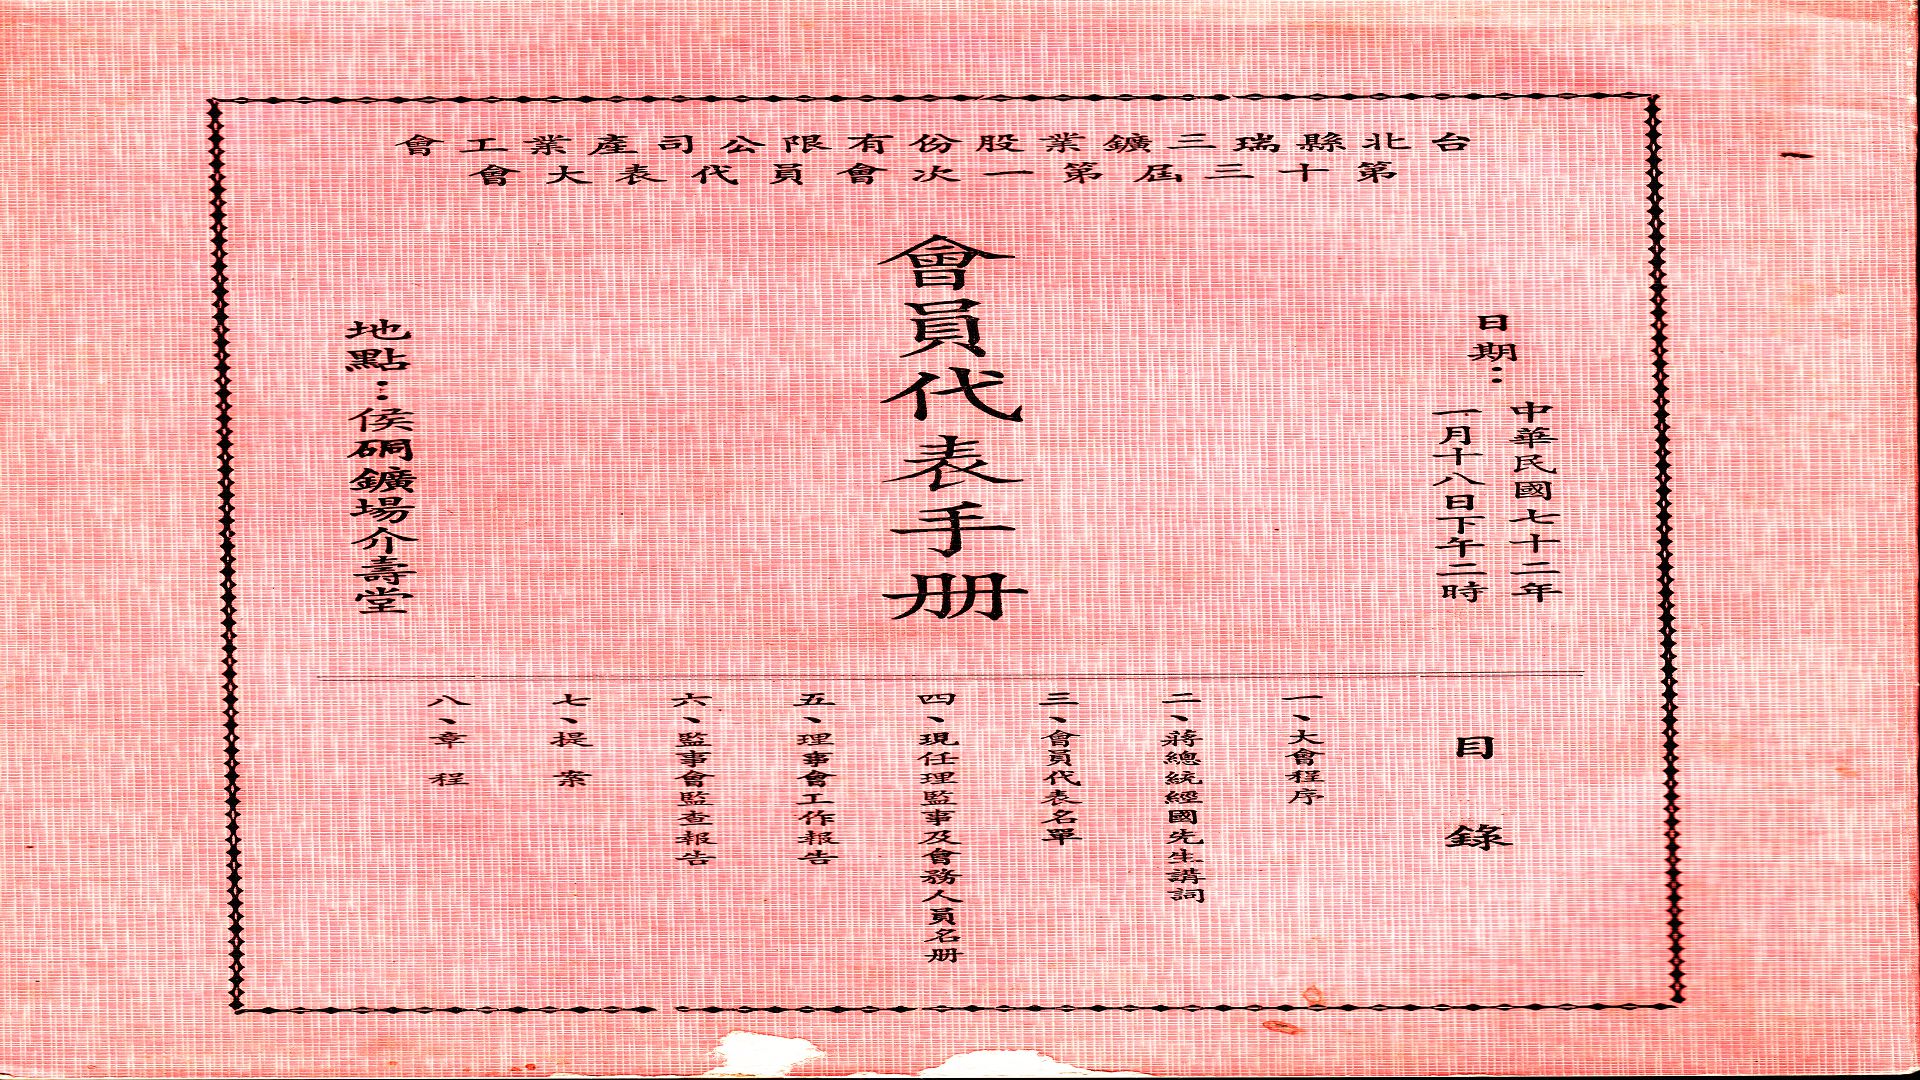 台北縣瑞三鑛業股份有限公司產業工會
第十三屆第一次會員代表大會
日期：
中華民國七十二年
一月十八日下午二時
會員代表手册
地點：侯硐鑛場介壽堂
目錄
一、大會程序
二、蔣總統經國先生講詞
三、會員代表名單
四、現任理監事及會務人員名册
五、理事會工作報告
六、監事會監查報告
七、提案
八、章程